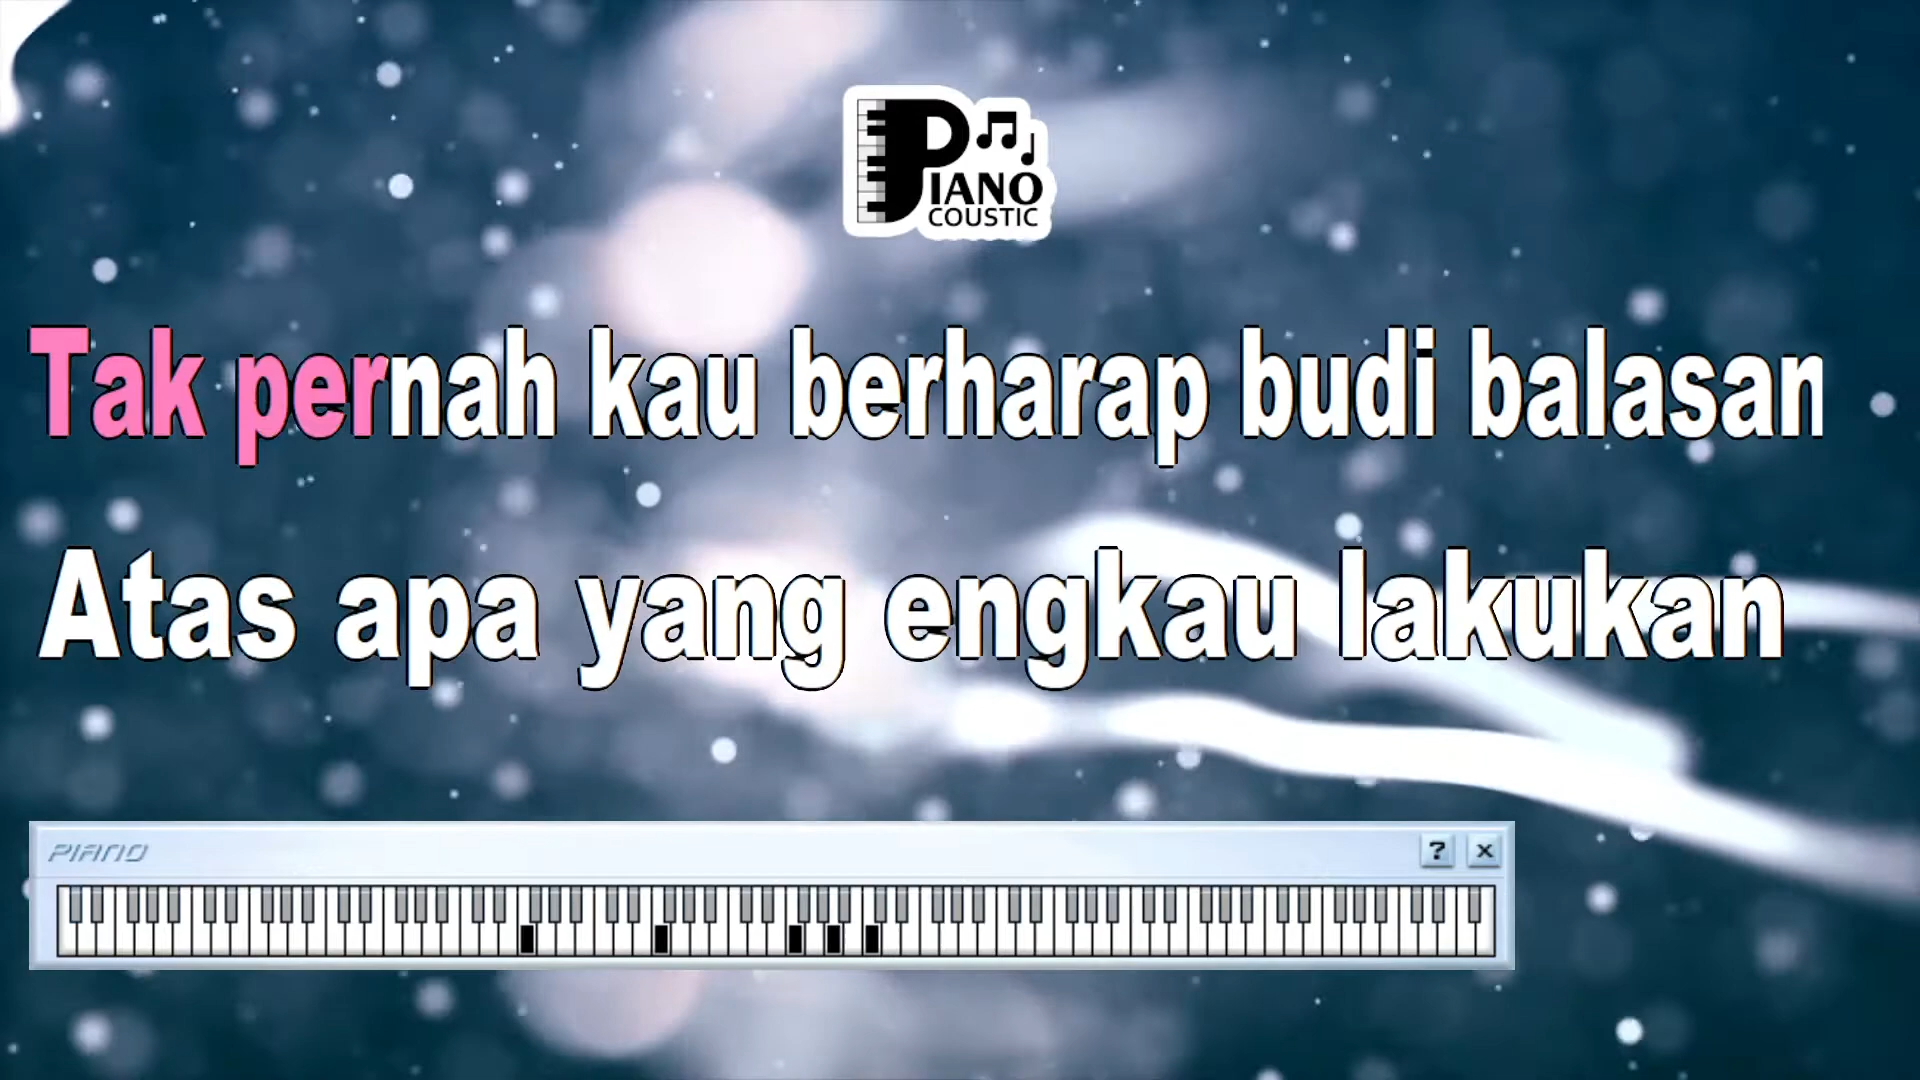 PIANO
COUSTIC
Tak pernah kau berharap budi balasan
Atas apa yang engkau lakukan
PIANO
? x